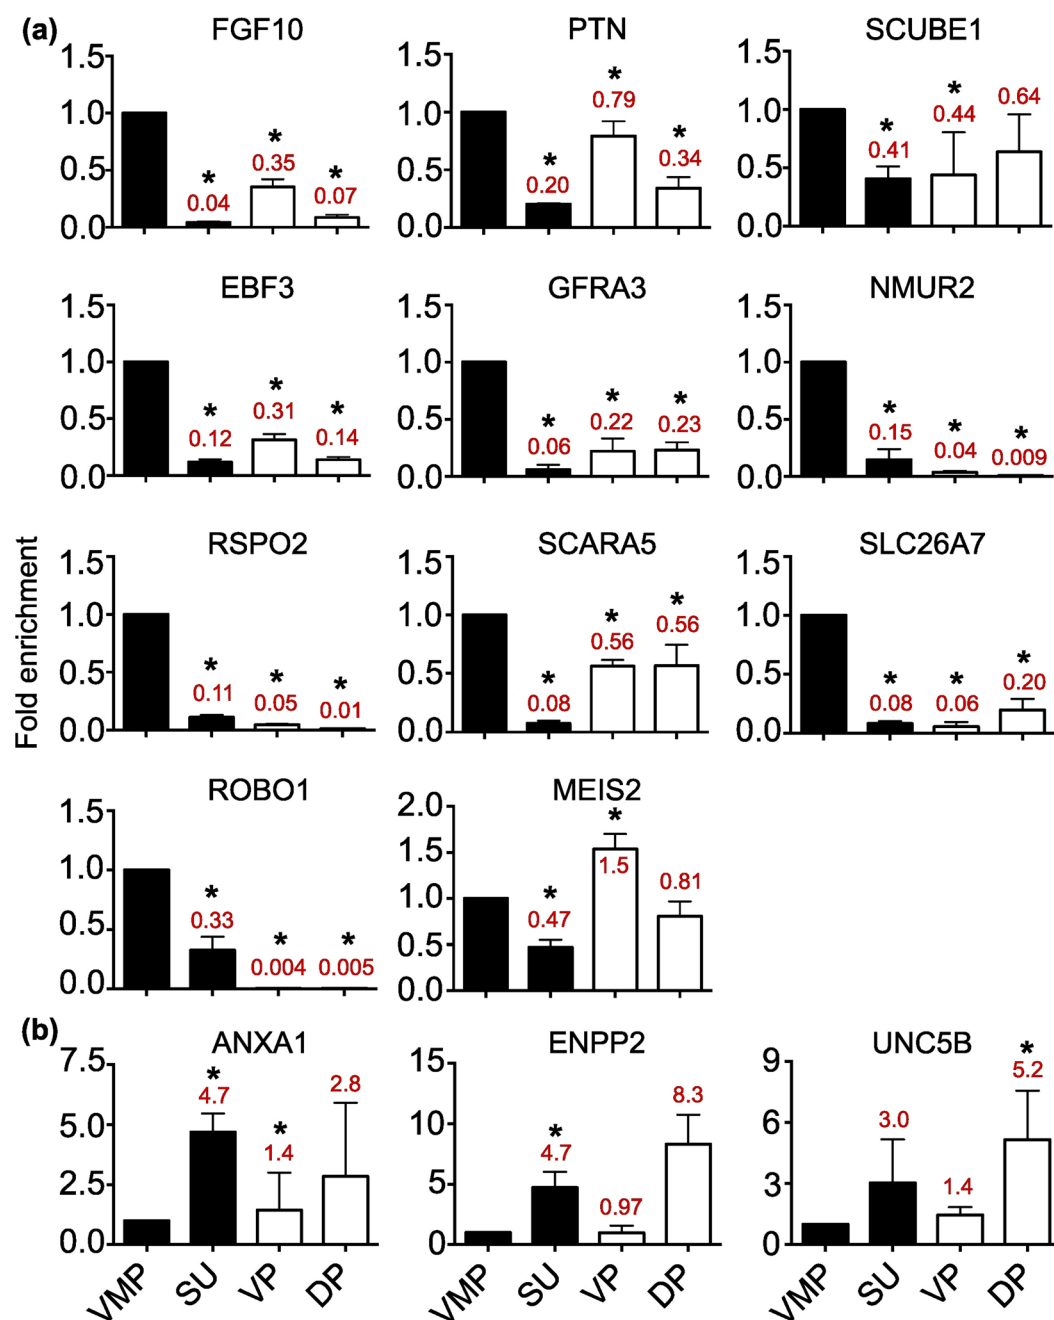 (a)
FGF10 PTN SCUBE1
1.5 1.0 0.5 0.0 * 0.04 * 0.35 * 0.07
1.5 1.0 0.5 0.0 * 0.20 * 0.79 * 0.34
1.5 1.0 0.5 0.0 * 0.41 * 0.44 0.64
EBF3 GFRA3 NMUR2
1.5 1.0 0.5 0.0 * 0.12 * 0.31 * 0.14
1.5 1.0 0.5 0.0 * 0.06 * 0.22 * 0.23
1.5 1.0 0.5 0.0 * 0.15 * 0.04 * 0.009
Fold enrichment
RSPO2 SCARA5 SLC26A7
1.5 1.0 0.5 0.0 * 0.11 * 0.05 * 0.01
1.5 1.0 0.5 0.0 * 0.08 * 0.56 * 0.56
1.5 1.0 0.5 0.0 * 0.08 * 0.06 * 0.20
ROBO1 MEIS2
1.5 1.0 0.5 0.0 * 0.33 * 0.004 * 0.005
2.0 1.5 1.0 0.5 0.0 * 0.47 * 1.5 0.81
(b)
ANXA1 ENPP2 UNC5B
7.5 5.0 2.5 0.0 * 4.7 * 1.4 2.8
15 10 5 0 * 4.7 0.97 8.3
9 6 3 0 3.0 1.4 * 5.2
VMP SU VP DP VMP SU VP DP VMP SU VP DP